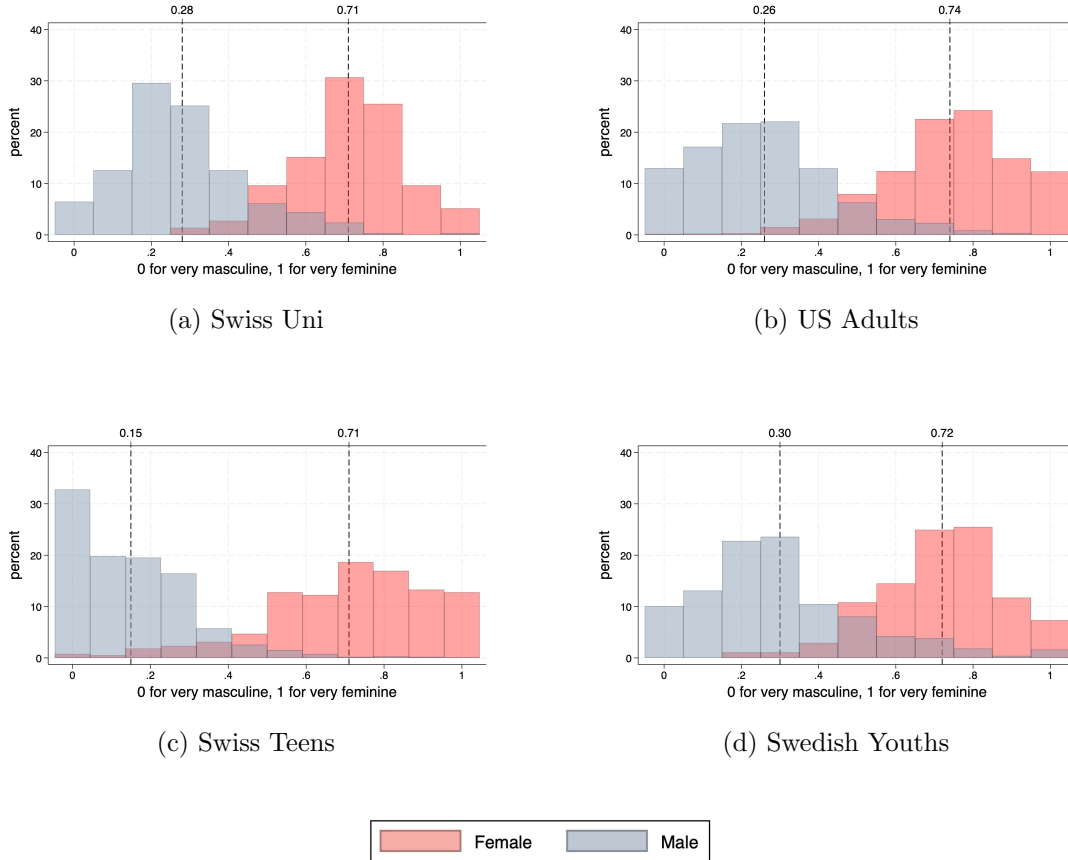 0.28 0.71
percent
40
30
20
10
0
0 .2 .4 .6 .8 1
0 for very masculine, 1 for very feminine
(a) Swiss Uni
0.26 0.74
percent
40
30
20
10
0
0 .2 .4 .6 .8 1
0 for very masculine, 1 for very feminine
(b) US Adults
0.15 0.71
percent
40
30
20
10
0
0 .2 .4 .6 .8 1
0 for very masculine, 1 for very feminine
(c) Swiss Teens
0.30 0.72
percent
40
30
20
10
0
0 .2 .4 .6 .8 1
0 for very masculine, 1 for very feminine
(d) Swedish Youths
Female Male